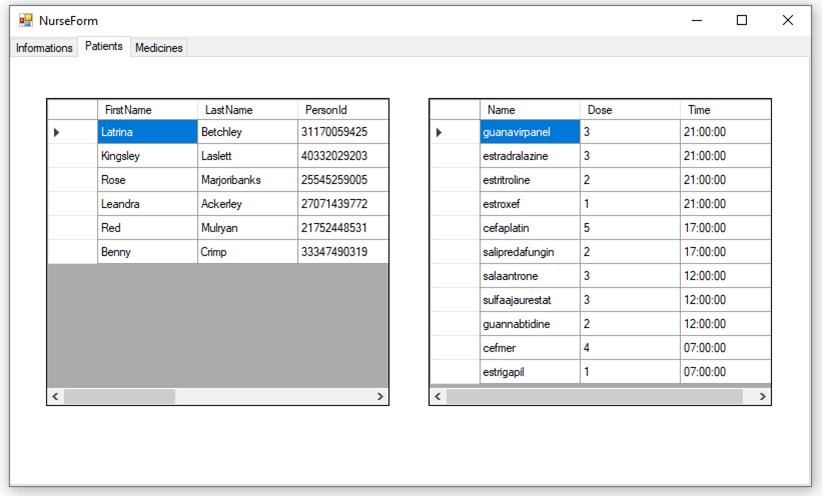 NurseForm
Informations Patients Medicines
FirstName LastName PersonId
Latrina Betchley 31170059425
Kingsley Laslett 40332029203
Rose Marjoribanks 25545259005
Leandra Ackerley 27071439772
Red Mulryan 21752448531
Benny Crimp 33347490319
Name Dose Time
guanavirpanel 3 21:00:00
estradralazine 3 21:00:00
estritroline 2 21:00:00
estroxef 1 21:00:00
cefaplatin 5 17:00:00
salipredafungin 2 17:00:00
salaantrone 3 12:00:00
sulfaajaurestat 3 12:00:00
guannabtidine 2 12:00:00
cefmer 4 07:00:00
estrigapil 1 07:00:00